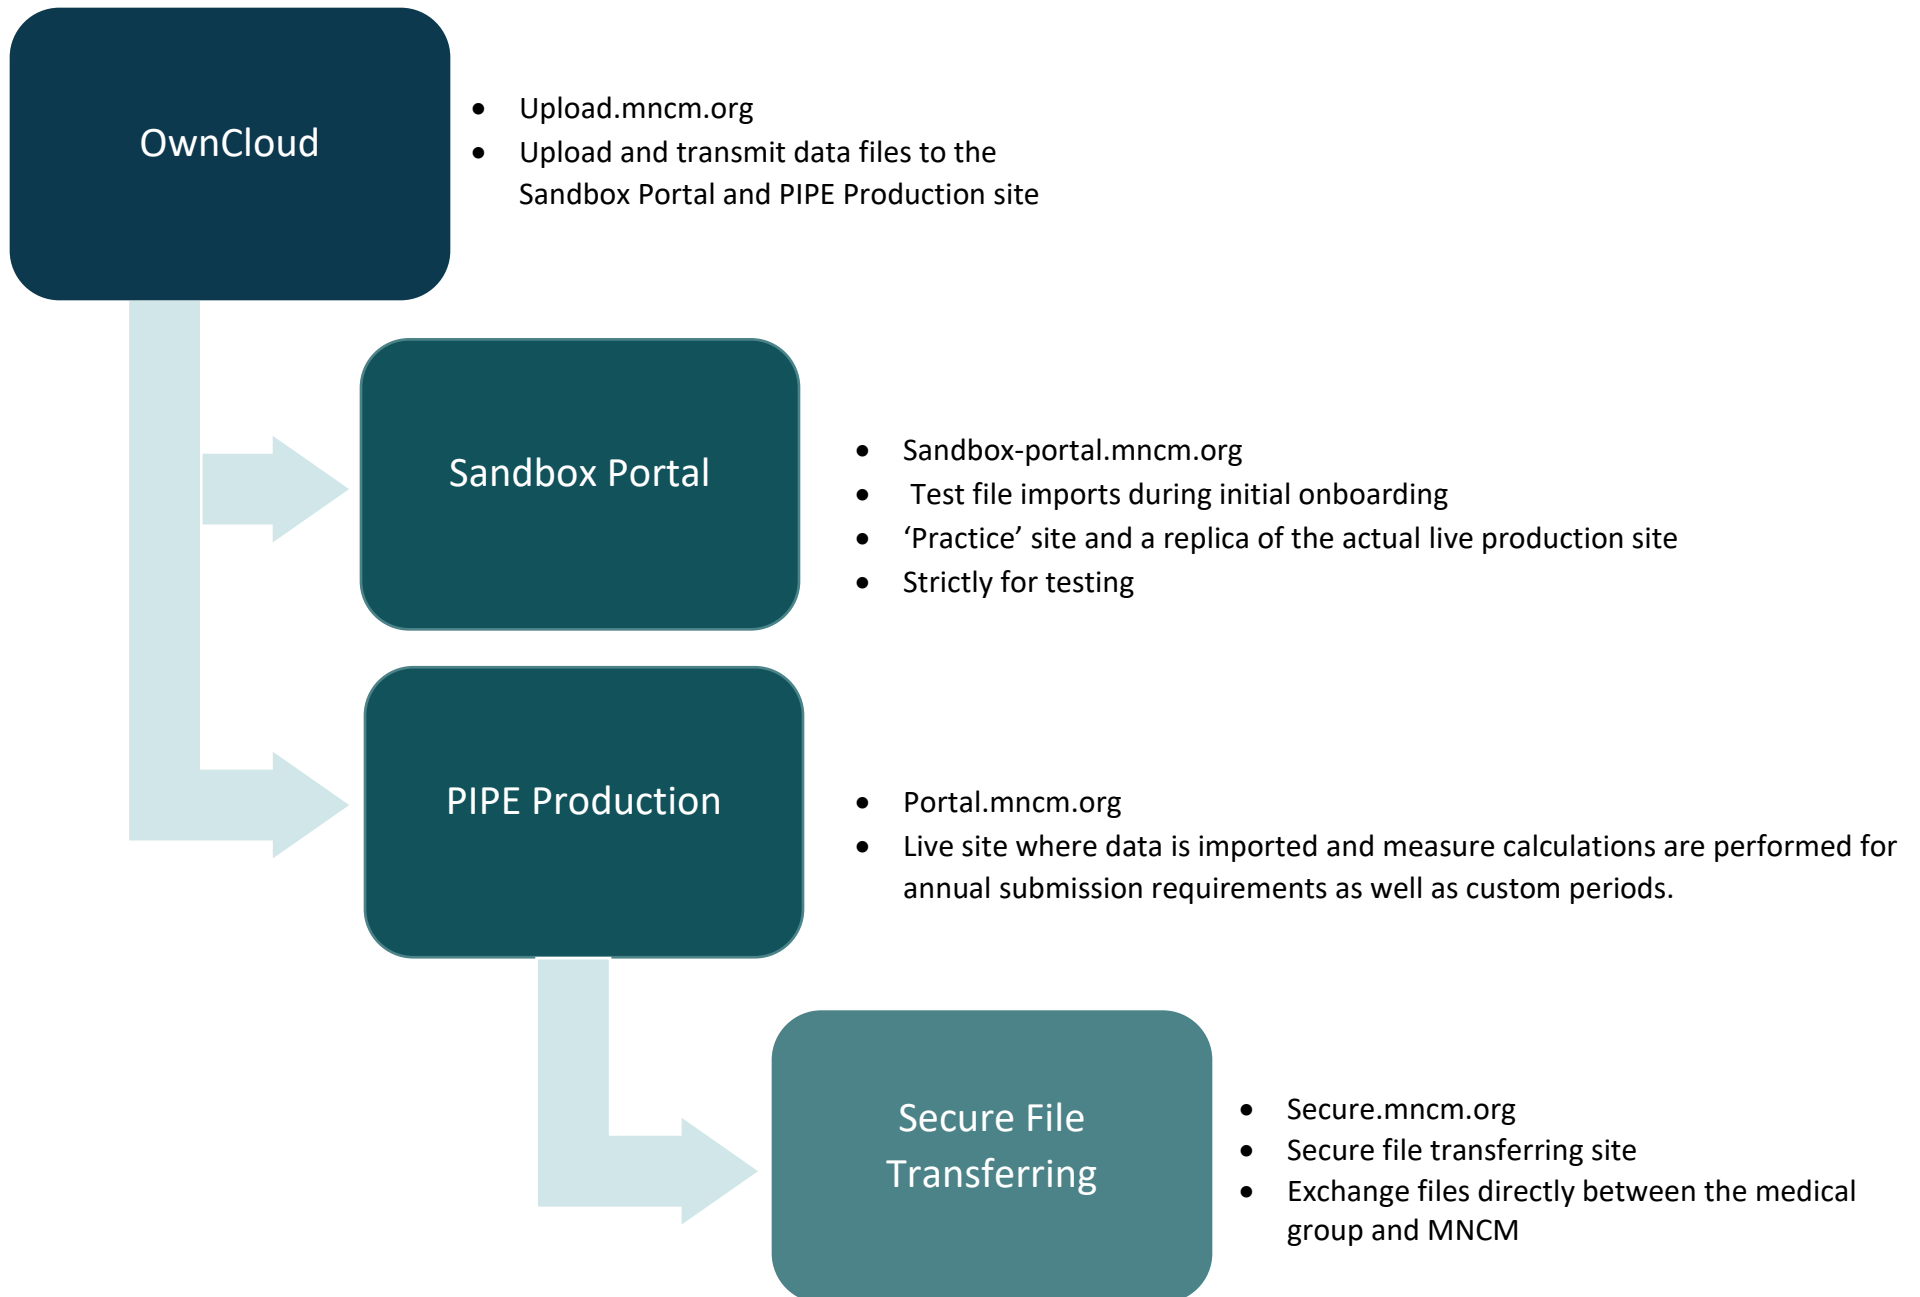 OwnCloud
• Upload.mncm.org
• Upload and transmit data files to the
Sandbox Portal and PIPE Production site
Sandbox Portal
• Sandbox-portal.mncm.org
• Test file imports during initial onboarding
• ‘Practice’ site and a replica of the actual live production site
• Strictly for testing
PIPE Production
• Portal.mncm.org
• Live site where data is imported and measure calculations are performed for
annual submission requirements as well as custom periods.
Secure File
Transferring
• Secure.mncm.org
• Secure file transferring site
• Exchange files directly between the medical
group and MNCM